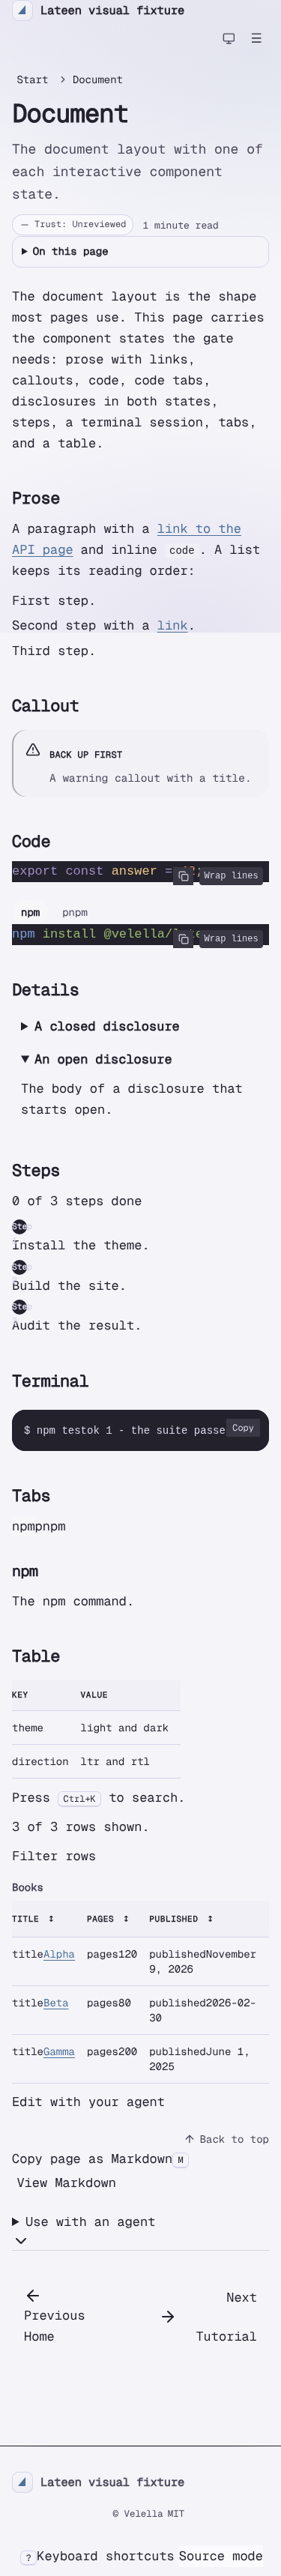 Lateen visual fixture
Start > Document
Document
The document layout with one of
each interactive component
state.
— Trust: Unreviewed 1 minute read
▶ On this page
The document layout is the shape
most pages use. This page carries
the component states the gate
needs: prose with links,
callouts, code, code tabs,
disclosures in both states,
steps, a terminal session, tabs,
and a table.
Prose
A paragraph with a link to the
API page and inline code. A list
keeps its reading order:
First step.
Second step with a link.
Third step.
Callout
BACK UP FIRST
A warning callout with a title.
Code
export const answer =
Wrap lines
npm pnpm
npm install @velella/
Wrap lines
Details
▶ A closed disclosure
▼ An open disclosure
The body of a disclosure that
starts open.
Steps
0 of 3 steps done
Step
Install the theme.
Step
Build the site.
Step
Audit the result.
Terminal
$ npm testok 1 - the suite passe
Copy
Tabs
npmpnpm
npm
The npm command.
Table
KEY VALUE
theme light and dark
direction ltr and rtl
Press Ctrl+K to search.
3 of 3 rows shown.
Filter rows
Books
TITLE ↕ PAGES ↕ PUBLISHED ↕
titleAlpha pages120 publishedNovember
9, 2026
titleBeta pages80 published2026-02-
30
titleGamma pages200 publishedJune 1,
2025
Edit with your agent
↑ Back to top
Copy page as Markdown M
View Markdown
▶ Use with an agent
← Next
Previous →
Home Tutorial
Lateen visual fixture
© Velella MIT
? Keyboard shortcuts Source mode